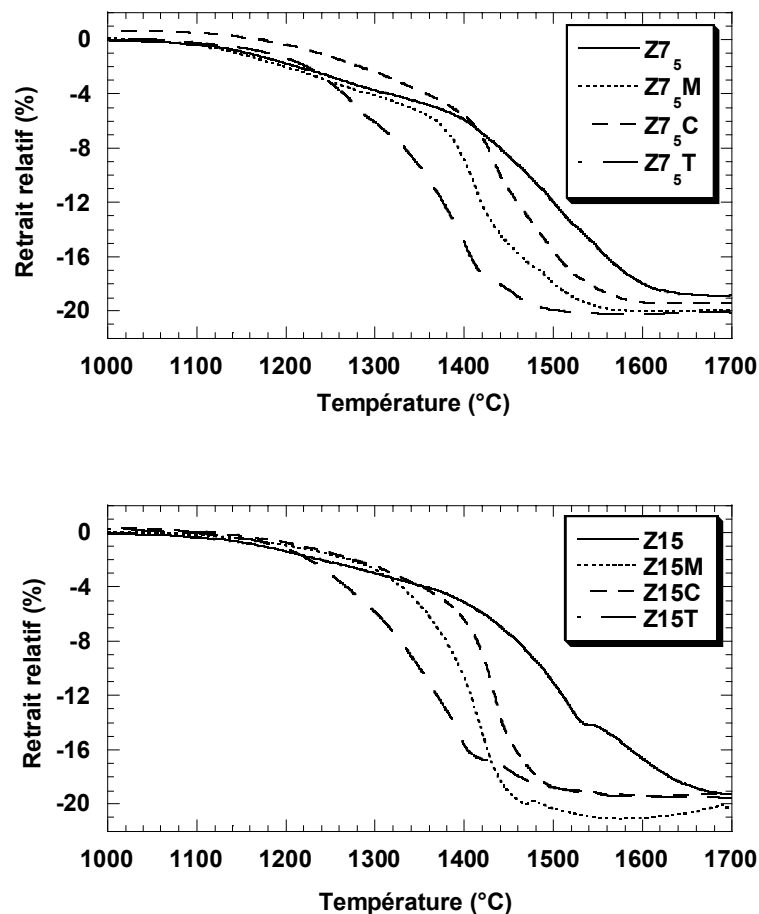 0
-4
-8
-12
-16
-20
Retrait relatif (%)
Z7₅
Z7₅M
Z7₅C
Z7₅T
1000 1100 1200 1300 1400 1500 1600 1700
Température (°C)
0
-4
-8
-12
-16
-20
Retrait relatif (%)
Z15
Z15M
Z15C
Z15T
1000 1100 1200 1300 1400 1500 1600 1700
Température (°C)